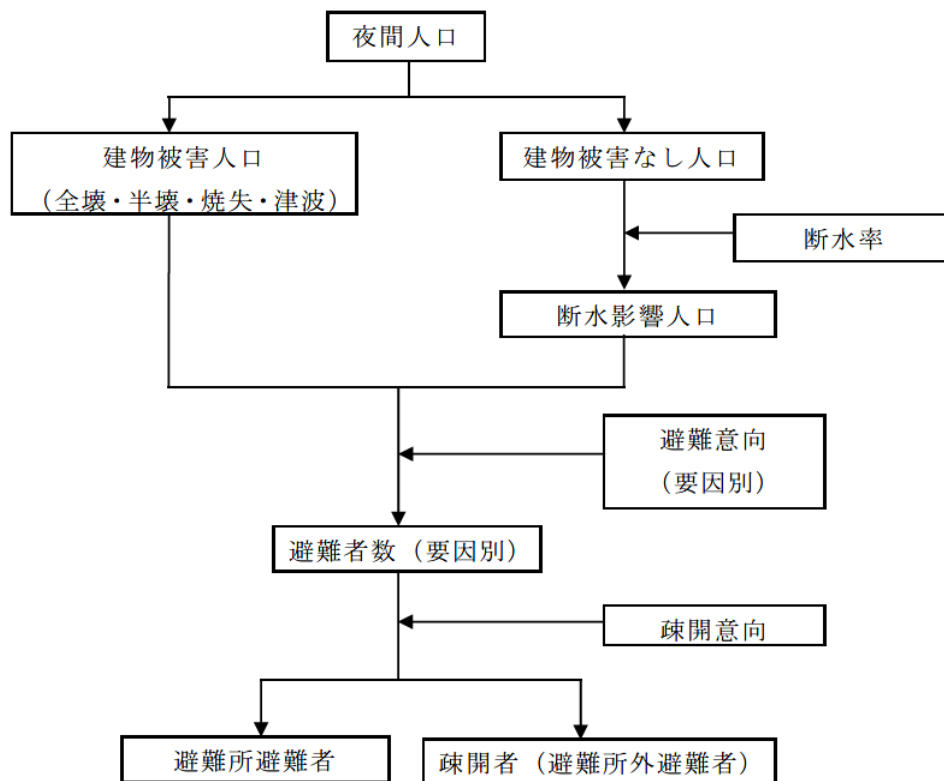 夜間人口
建物被害人口
（全壊・半壊・焼失・津波）
建物被害なし人口
断水率
断水影響人口
避難意向
（要因別）
避難者数（要因別）
疎開意向
避難所避難者
疎開者（避難所外避難者）